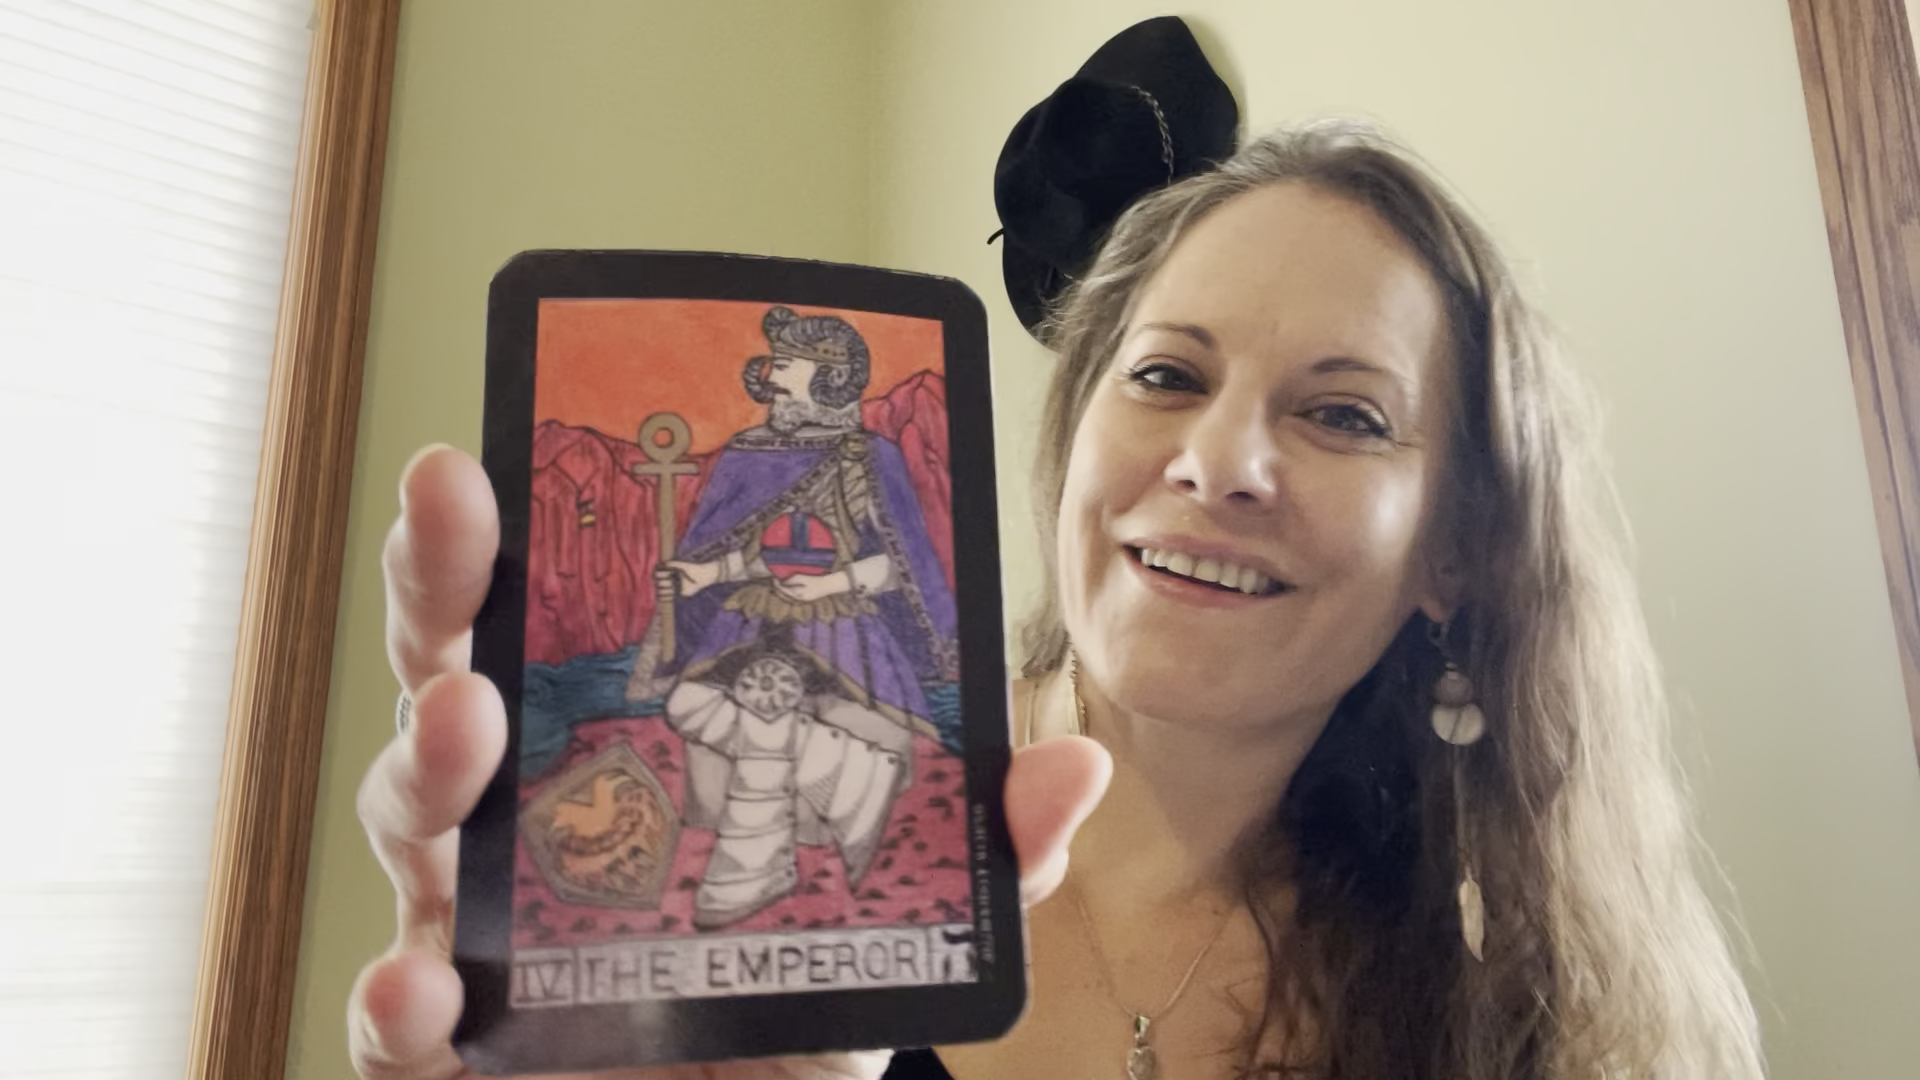 IV THE EMPEROR ה